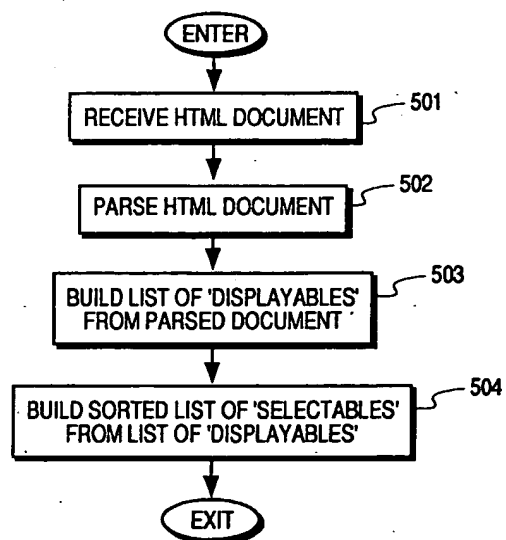 ENTER
RECEIVE HTML DOCUMENT
501
PARSE HTML DOCUMENT
502
BUILD LIST OF 'DISPLAYABLES'
FROM PARSED DOCUMENT
503
BUILD SORTED LIST OF 'SELECTABLES'
FROM LIST OF 'DISPLAYABLES'
504
EXIT